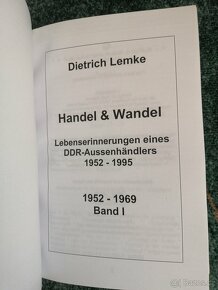 Dietrich Lemke
Handel & Wandel
Lebenserinnerungen eines
DDR-Aussenhändlers
1952 - 1995
1952 - 1969
Band I